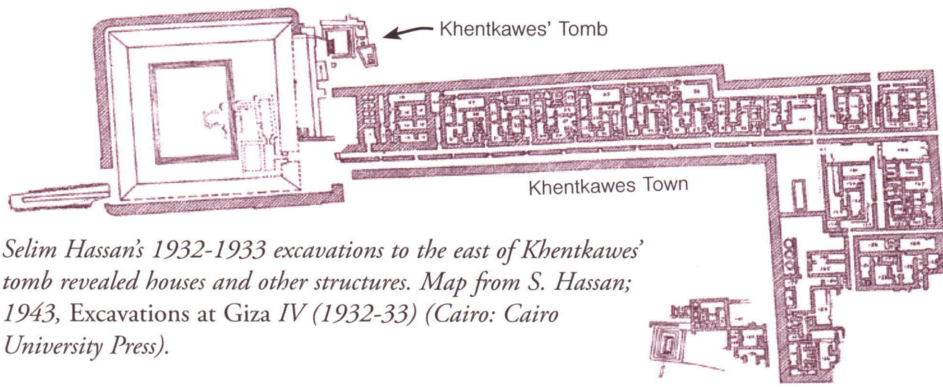 Khentkawes' Tomb
Khentkawes Town
Selim Hassan's 1932-1933 excavations to the east of Khentkawes'
tomb revealed houses and other structures. Map from S. Hassan;
1943, Excavations at Giza IV (1932-33) (Cairo: Cairo
University Press).